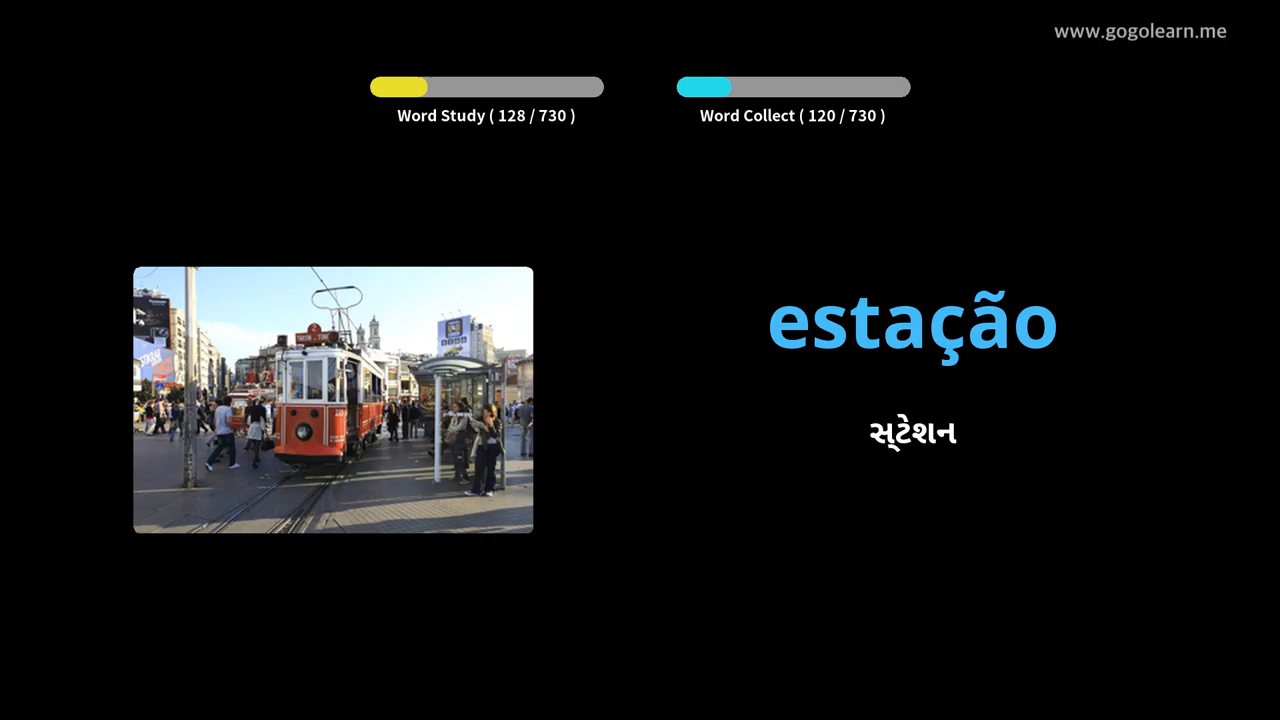 www.gogolearn.me
Word Study ( 128 / 730 )
Word Collect ( 120 / 730 )
estação
સ્ટેશન